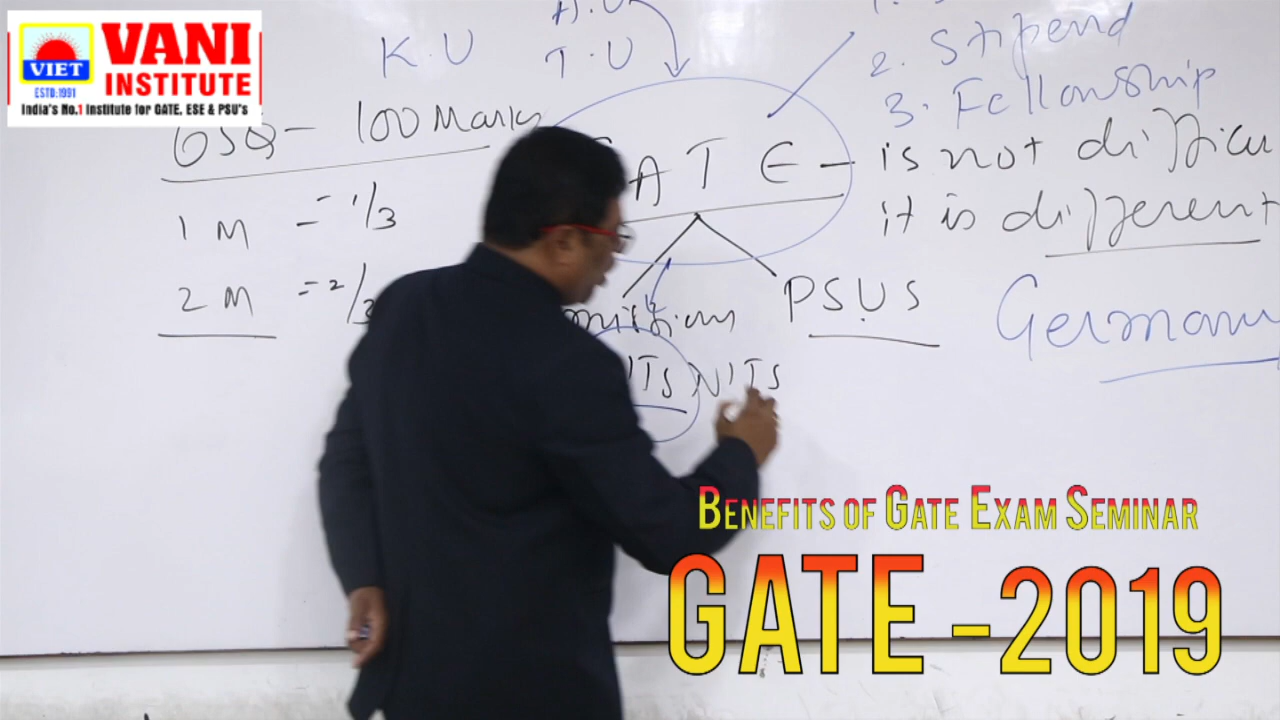 VANI
INSTITUTE
VIET
ESTD:1991
India's No.1 Institute for GATE, ESE & PSU's
K.U
T.U
2. Stipend
3. Fellowship
100 Marks
ATE - is not
it is different
1 M = 1/3
2 M = 2/3
PSUS
Germany
ITs NITS
BENEFITS OF GATE EXAM SEMINAR
GATE -2019